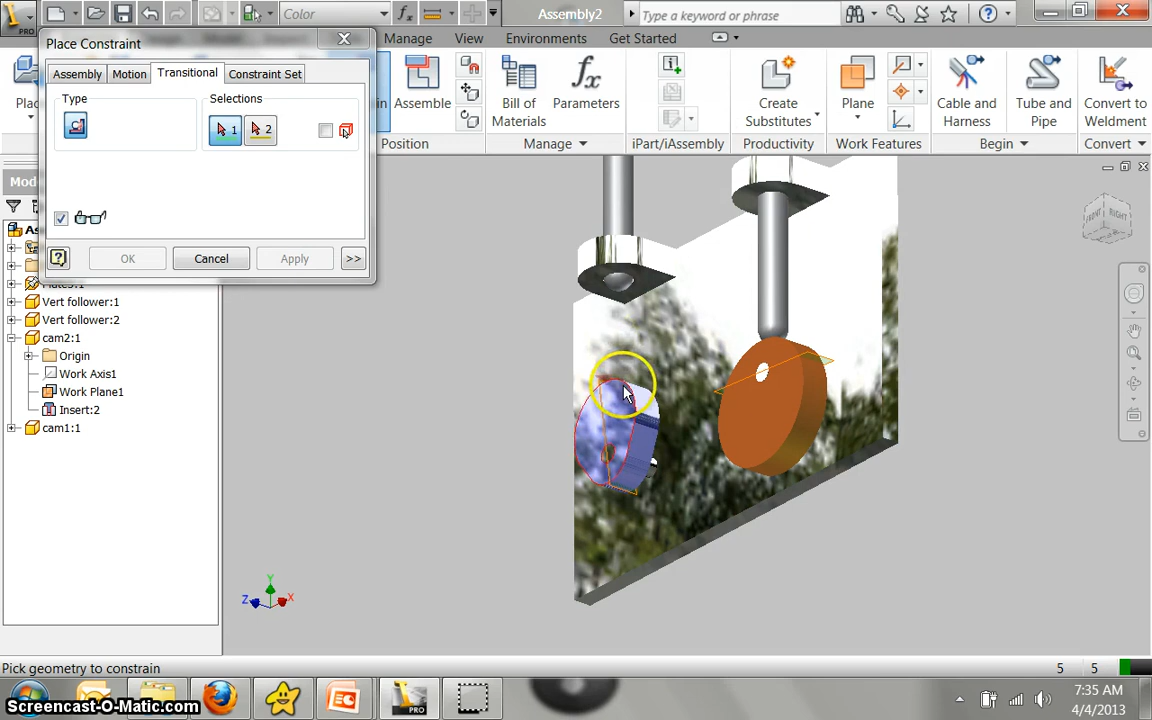 Color
Assembly2
Type a keyword or phrase
PRO
Place Constraint
Manage
View
Environments
Get Started
Assembly
Motion
Transitional
Constraint Set
Type
Selections
1
2
OK
Cancel
Apply
>>
Assemble
Position
Bill of
Materials
Parameters
Manage
iPart/iAssembly
Create
Substitutes
Productivity
Plane
Work Features
Cable and
Harness
Tube and
Pipe
Begin
Convert to
Weldment
Convert
FRONT
RIGHT
Vert follower:1
Vert follower:2
cam2:1
Origin
Work Axis1
Work Plane1
Insert:2
cam1:1
Y
Z
X
Pick geometry to constrain
5
5
PRO
7:35 AM
4/4/2013
Screencast-O-Matic.com